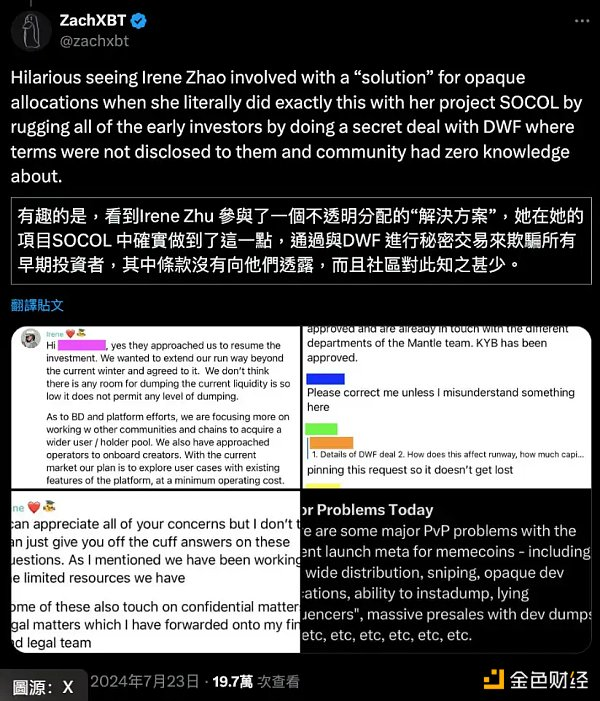 ZachXBT
@zachxbt
Hilarious seeing Irene Zhao involved with a “solution” for opaque
allocations when she literally did exactly this with her project SOCOL by
rugging all of the early investors by doing a secret deal with DWF where
terms were not disclosed to them and community had zero knowledge
about.
有趣的是，看到Irene Zhu 參與了一個不透明分配的“解決方案”，她在她的
項目SOCOL 中確實做到了這一點，通過與DWF 進行秘密交易來欺騙所有
早期投資者，其中條款沒有向他們透露，而且社區對此知之甚少。
翻譯貼文
Irene
Hi , yes they approached us to resume the
investment. We wanted to extend our run way beyond
the current winter and agreed to it. We don't think
there is any room for dumping the current liquidity is so
low it does not permit any level of dumping.
As to BD and platform efforts, we are focusing more on
working w other communities and chains to acquire a
wider user / holder pool. We also have approached
operators to onboard creators. With the current
market our plan is to explore user cases with existing
features of the platform, at a minimum operating cost.
approved and are already in touch with the different
departments of the Mantle team. KYB has been
approved.
Please correct me unless I misunderstand something
here
1. Details of DWF deal 2. How does this affect runway, how much capi...
pinning this request so it doesn't get lost
ne
can appreciate all of your concerns but I don't t
an just give you off the cuff answers on these
uestions. As I mentioned we have been working
e limited resources we have
ome of these also touch on confidential matter
gal matters which I have forwarded onto my fin
d legal team
or Problems Today
e are some major PvP problems with the
ent launch meta for memecoins - including
wide distribution, sniping, opaque dev
cations, ability to instadump, lying
uencers", massive presales with dev dumps
etc, etc, etc, etc, etc.
圖源：X
2024年7月23日 · 19.7萬 次查看
金色财经